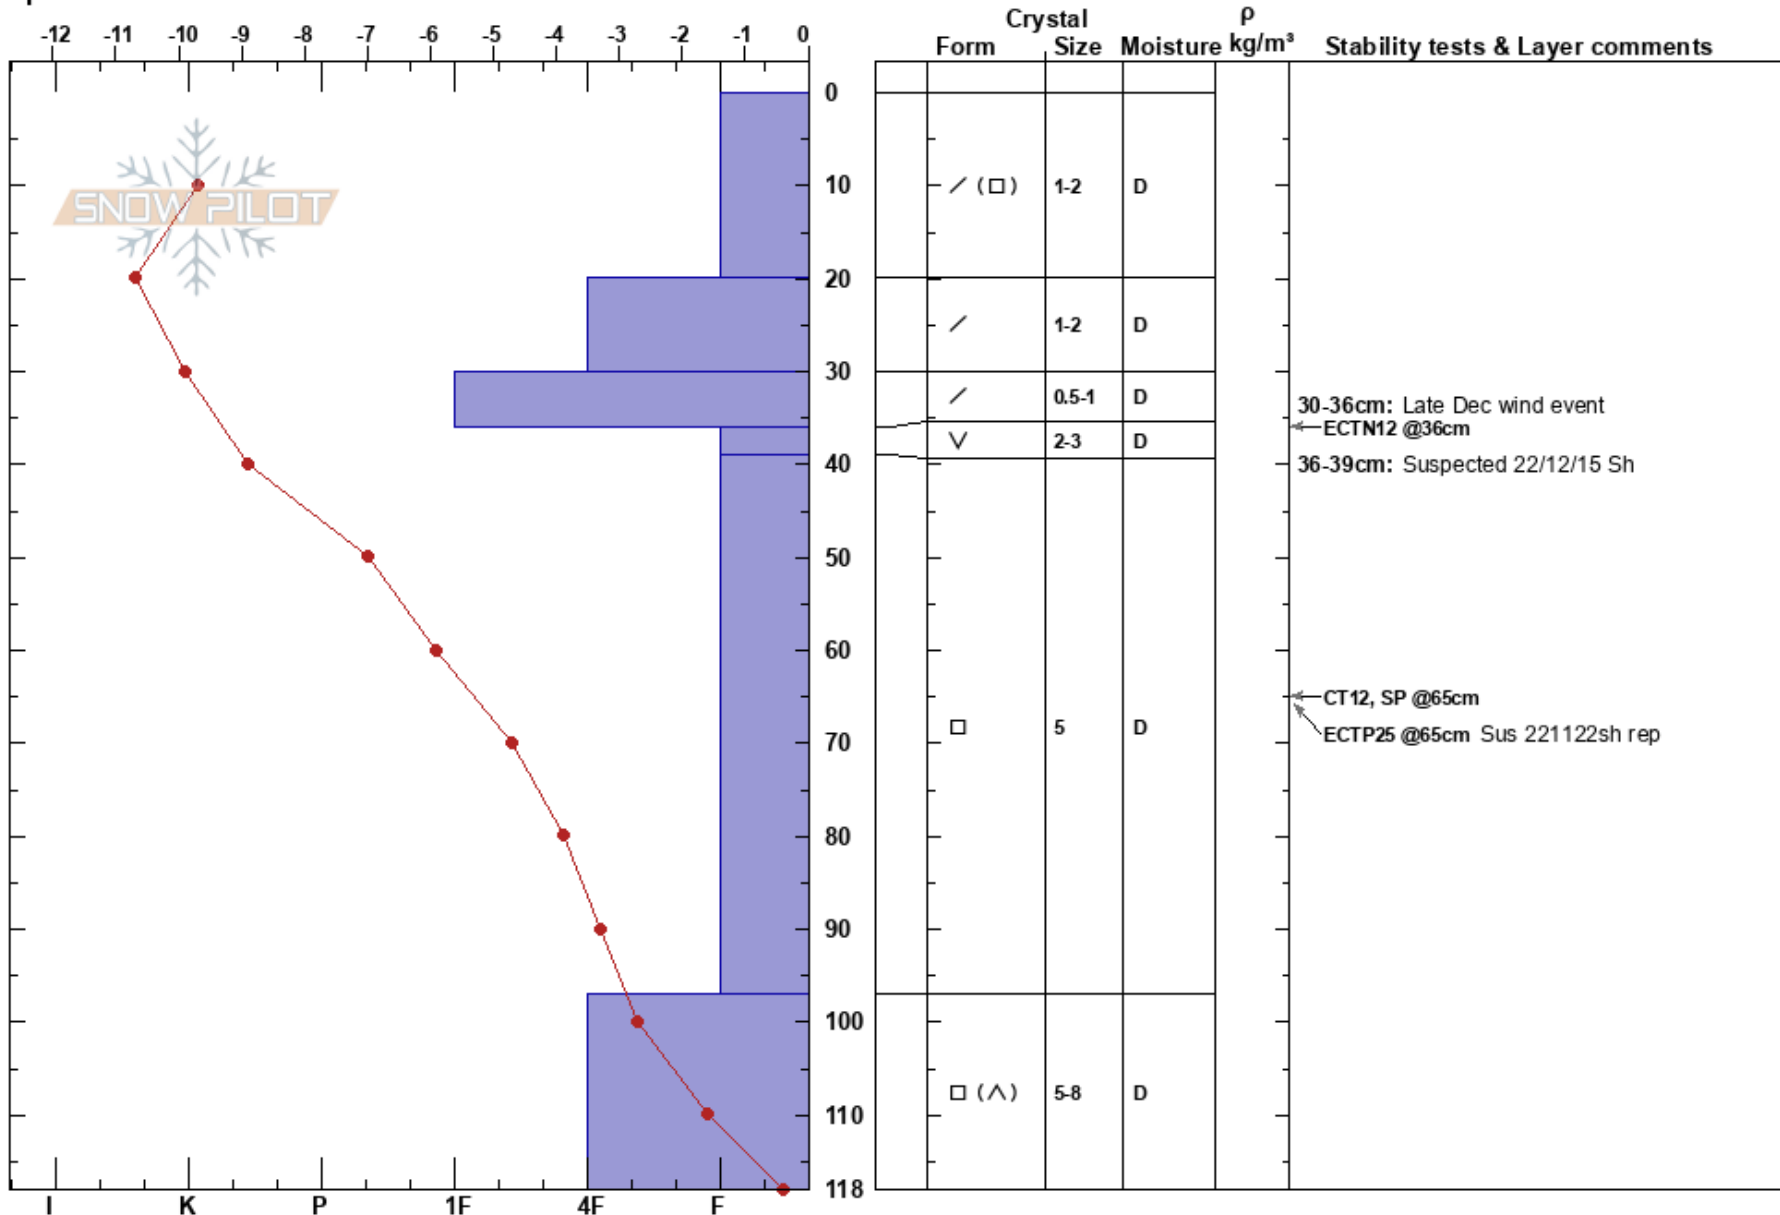 Crystal ρ
-12 -11 -10 -9 -8 -7 -6 -5 -4 -3 -2 -1 0 Form Size Moisture kg/m³ Stability tests & Layer comments
0
SNOW PILOT
10 / (□) 1-2 D
20
/ 1-2 D
30
/ 0.5-1 D 30-36cm: Late Dec wind event
ECTN12 @36cm
V 2-3 D
40 36-39cm: Suspected 22/12/15 Sh
50
60
CT12, SP @65cm
□ 5 D ECTP25 @65cm Sus 221122sh rep
70
80
90
100
□ (∧) 5-8 D
110
118
I K P 1F 4F F